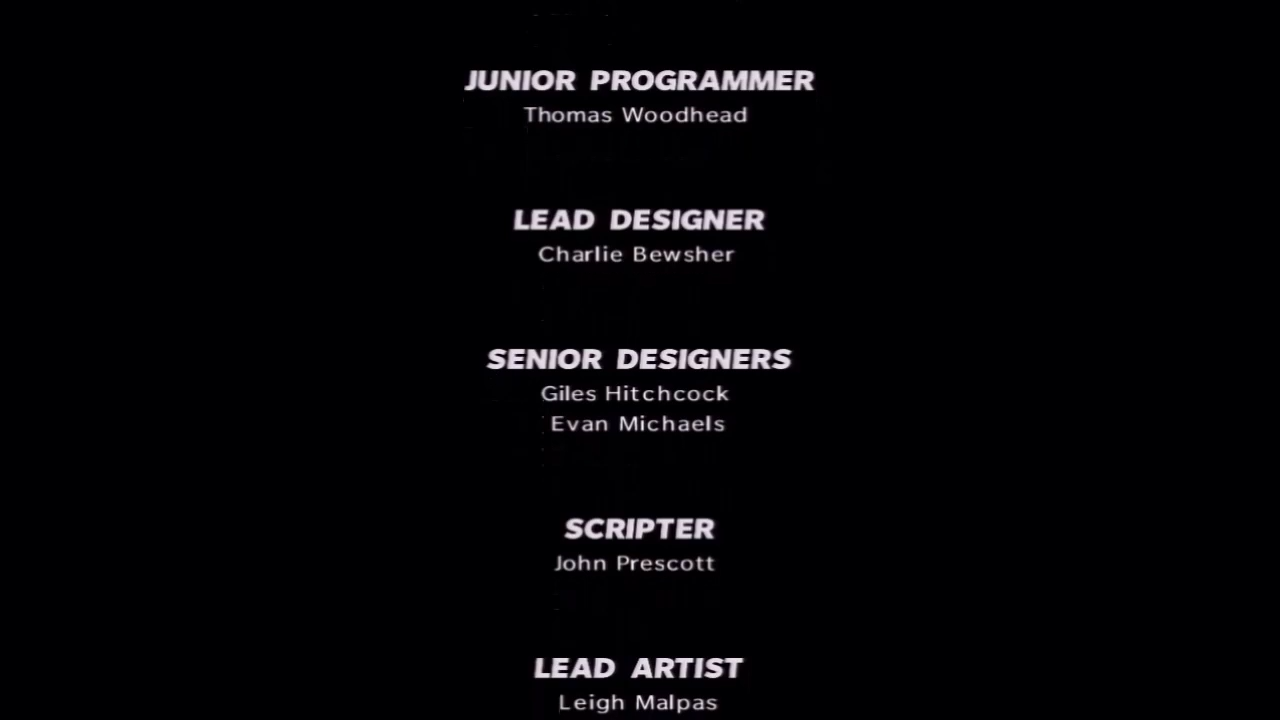 JUNIOR PROGRAMMER
Thomas Woodhead
LEAD DESIGNER
Charlie Bewsher
SENIOR DESIGNERS
Giles Hitchcock
Evan Michaels
SCRIPTER
John Prescott
LEAD ARTIST
Leigh Malpas